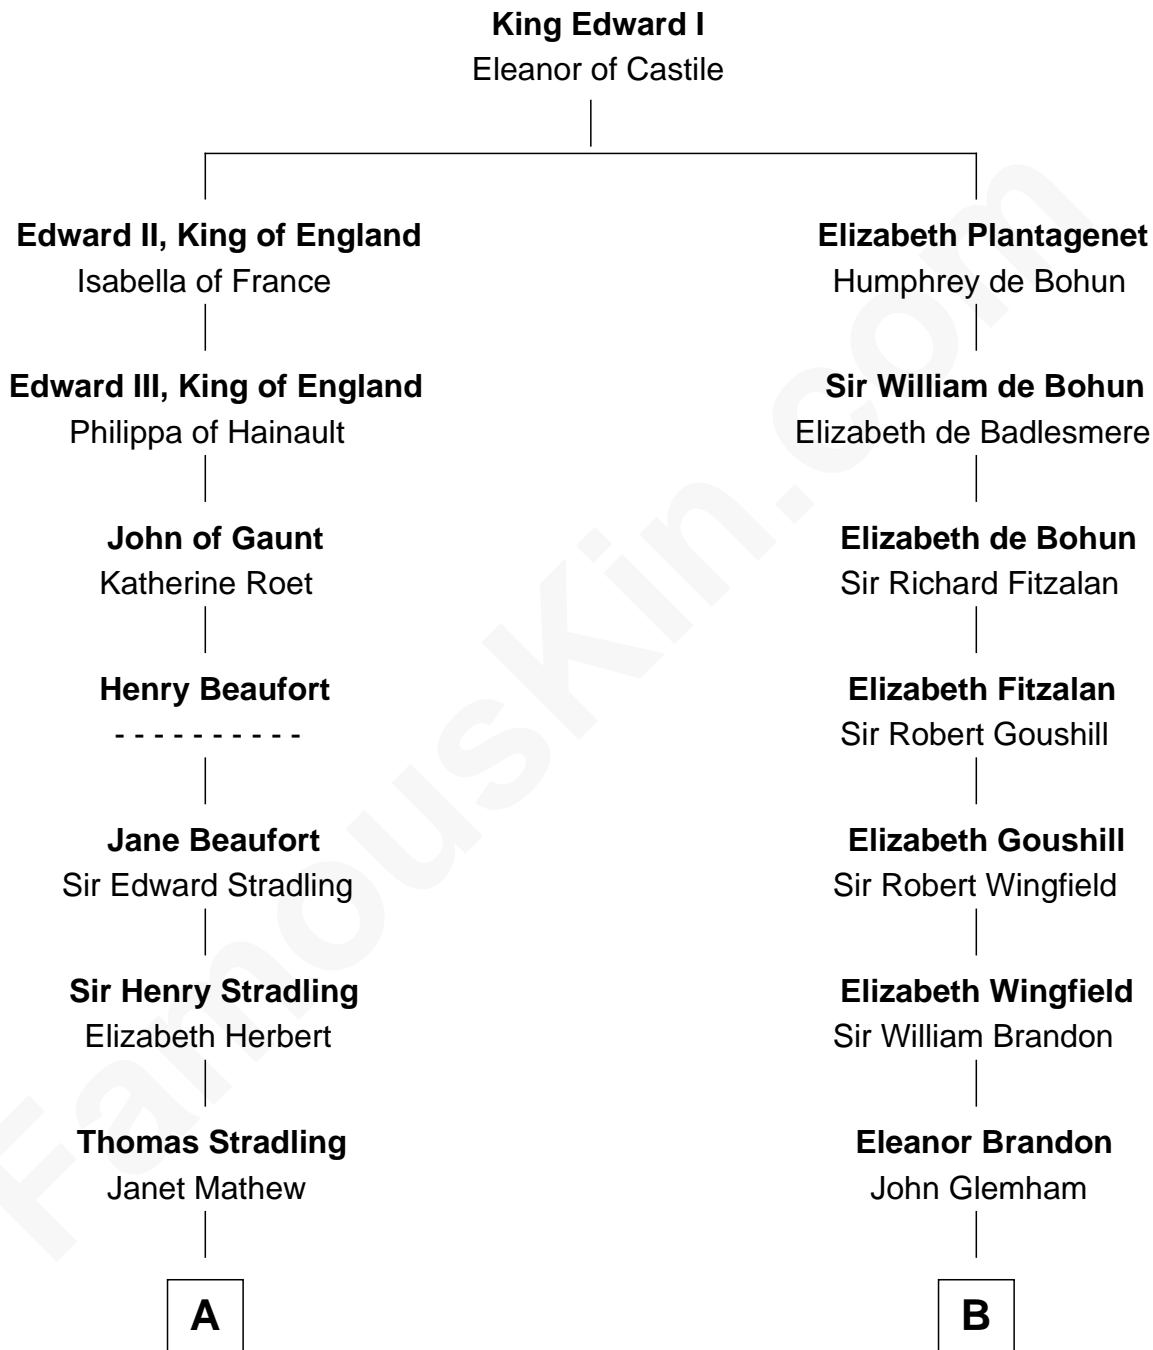 King Edward I
Eleanor of Castile
Edward II, King of England
Isabella of France
Elizabeth Plantagenet
Humphrey de Bohun
Edward III, King of England
Philippa of Hainault
Sir William de Bohun
Elizabeth de Badlesmere
John of Gaunt
Katherine Roet
Elizabeth de Bohun
Sir Richard Fitzalan
Henry Beaufort
- - - - - - - - - -
Elizabeth Fitzalan
Sir Robert Goushill
Jane Beaufort
Sir Edward Stradling
Elizabeth Goushill
Sir Robert Wingfield
Sir Henry Stradling
Elizabeth Herbert
Elizabeth Wingfield
Sir William Brandon
Thomas Stradling
Janet Mathew
Eleanor Brandon
John Glemham
A
B
FamousKin.com